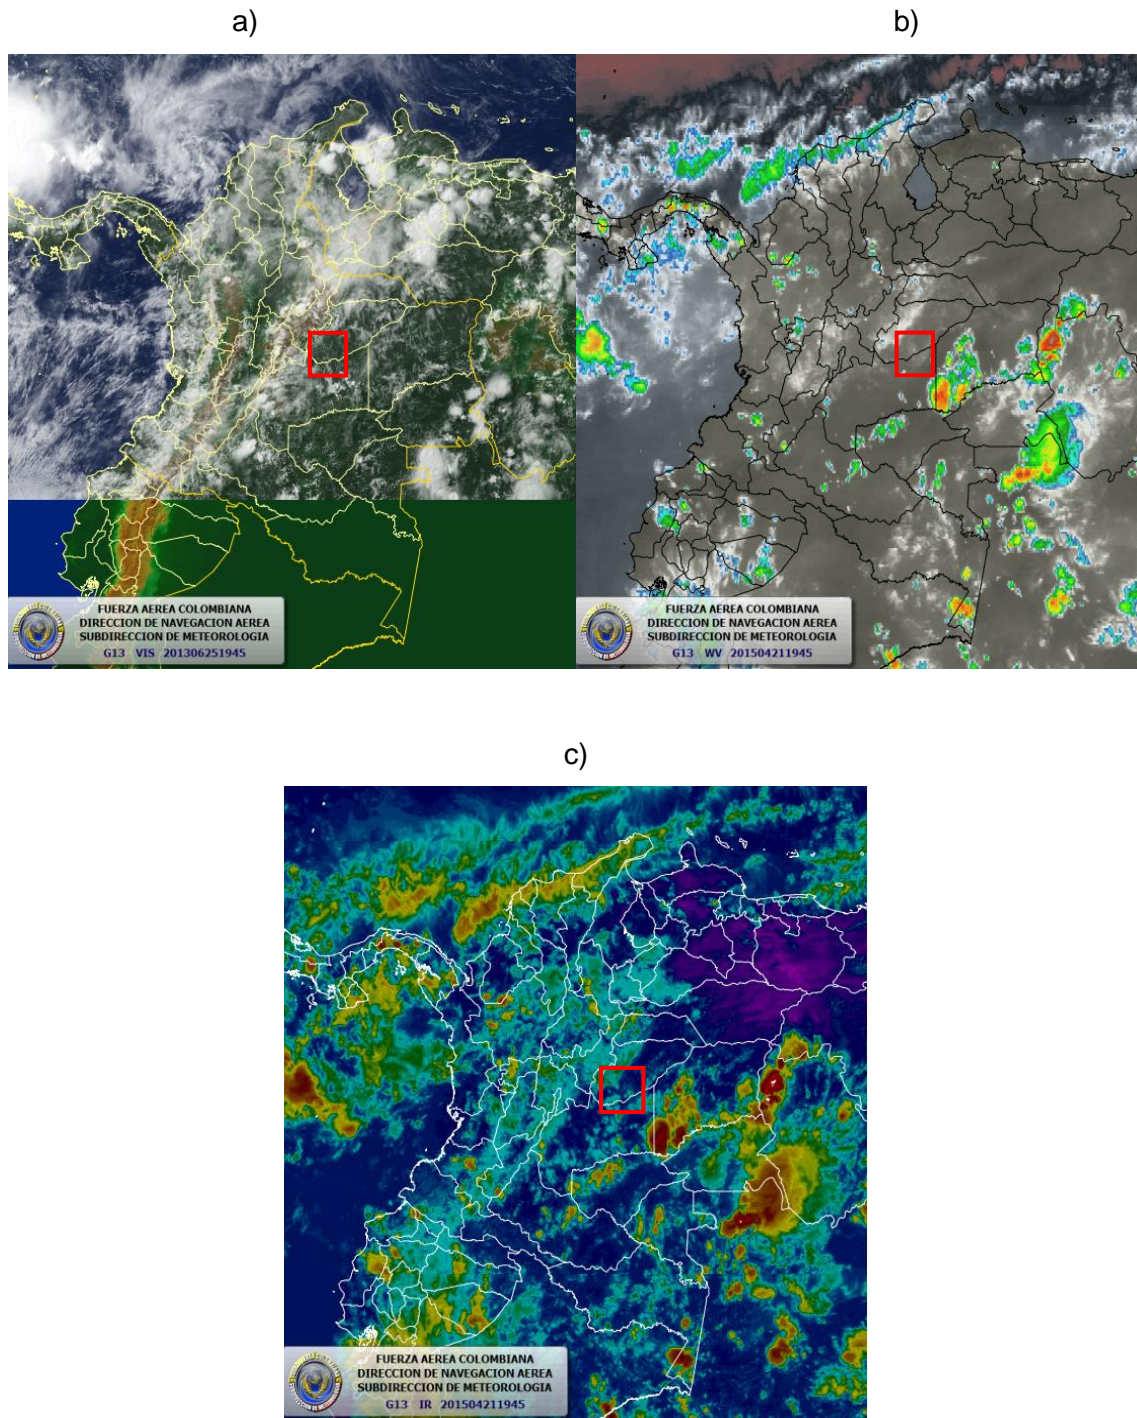 a)
b)
FUERZA AEREA COLOMBIANA
DIRECCION DE NAVEGACION AEREA
SUBDIRECCION DE METEOROLOGIA
G13 VIS 201306251945
FUERZA AEREA COLOMBIANA
DIRECCION DE NAVEGACION AEREA
SUBDIRECCION DE METEOROLOGIA
G13 WV 201504211945
c)
FUERZA AEREA COLOMBIANA
DIRECCION DE NAVEGACION AEREA
SUBDIRECCION DE METEOROLOGIA
G13 IR 201504211945